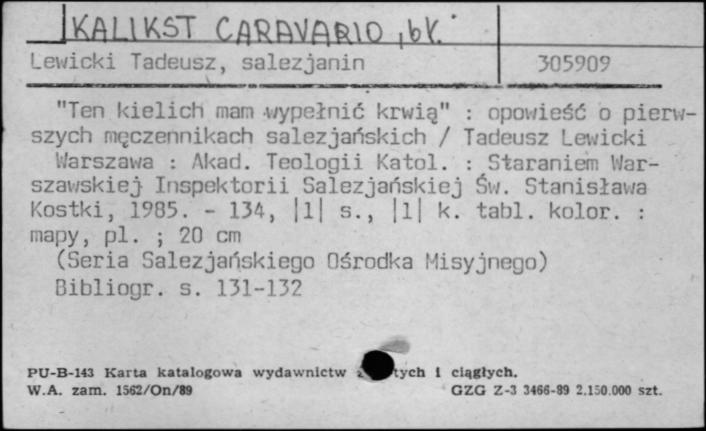 KALIKST CARAVARIO, bł.
Lewicki Tadeusz, salezjanin 305909
"Ten kielich mam wypełnić krwią" : opowieść o pierw-
szych męczennikach salezjańskich / Tadeusz Lewicki
Warszawa : Akad. Teologii Katol. : Staraniem War-
szawskiej Inspektorii Salezjańskiej Św. Stanisława
Kostki, 1985. - 134, |1| s., |1| k. tabl. kolor. :
mapy, pl. ; 20 cm
(Seria Salezjańskiego Ośrodka Misyjnego)
Bibliogr. s. 131-132
PU-B-143 Karta katalogowa wydawnictw i ciągłych.
W.A. zam. 1562/On/89 GZG Z-3 3466-89 2.150.000 szt.